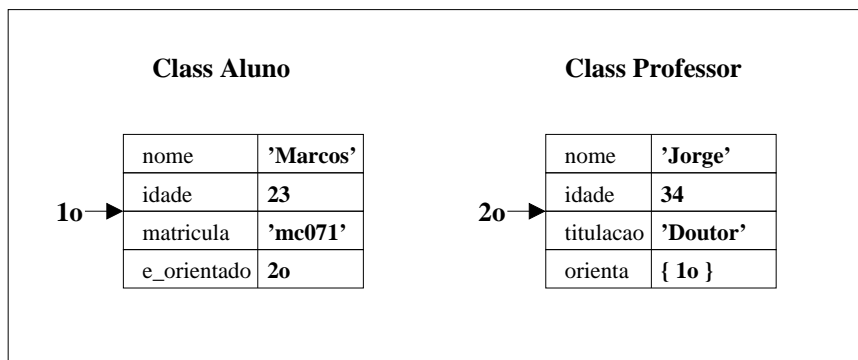 Class Aluno
Class Professor
1o
nome ’Marcos’
idade 23
matricula ’mc071’
e_orientado 2o
2o
nome ’Jorge’
idade 34
titulacao ’Doutor’
orienta { 1o }